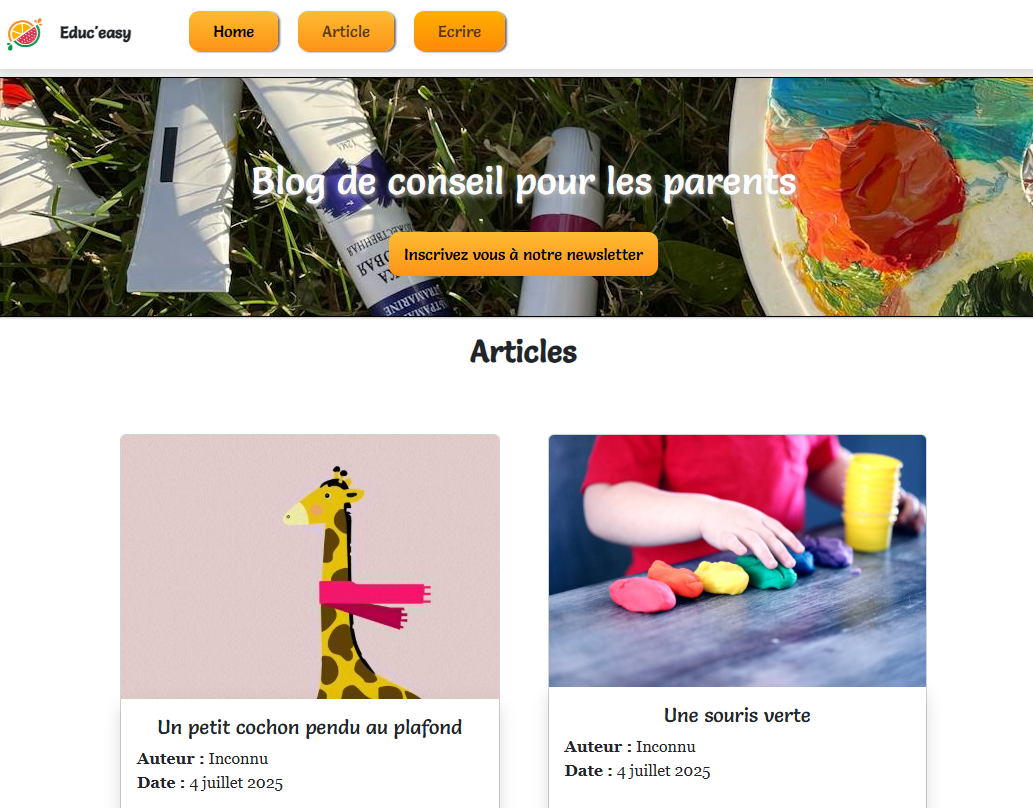 Educ'easy
Home
Article
Ecrire
Blog de conseil pour les parents
Inscrivez vous à notre newsletter
Articles
Un petit cochon pendu au plafond
Auteur : Inconnu
Date : 4 juillet 2025
Une souris verte
Auteur : Inconnu
Date : 4 juillet 2025